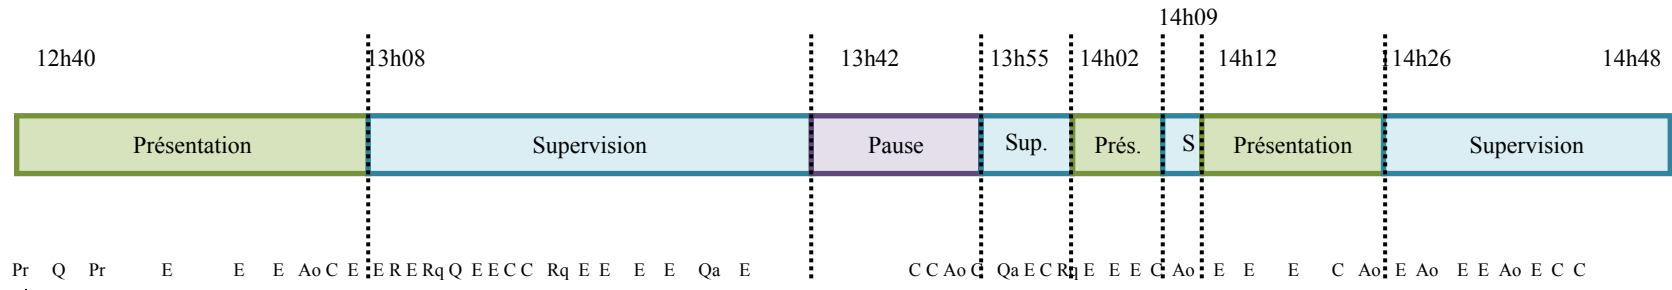 14h09
12h40 13h08 13h42 13h55 14h02 14h12 14h26 14h48
Présentation Supervision Pause Sup. Prés. S Présentation Supervision
Pr Q Pr E E E Ao C E E R E Rq Q E E C C Rq E E E E Qa E C C Ao C Qa E C Rq E E E C Ao E E E C Ao E Ao E E Ao E C C